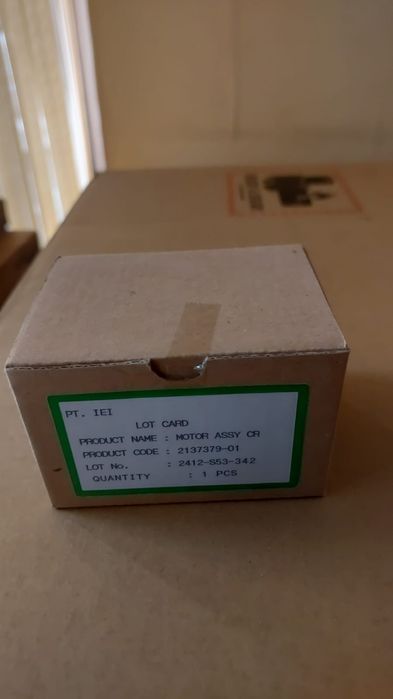 PT. IEI
LOT CARD
PRODUCT NAME : MOTOR ASSY CR
PRODUCT CODE : 2137379-01
LOT No. : 2412-S53-342
QUANTITY : 1 PCS